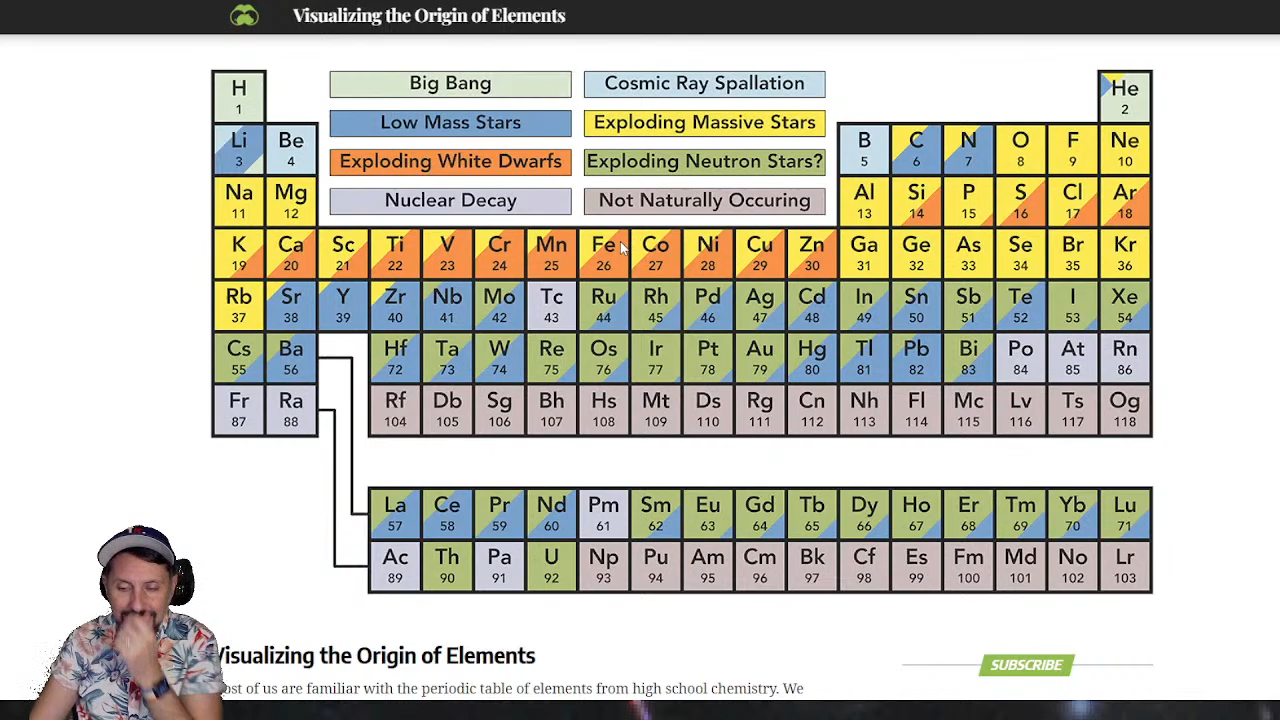 Visualizing the Origin of Elements
H Big Bang Cosmic Ray Spallation He
1 2
Li Be Low Mass Stars Exploding Massive Stars B C N O F Ne
3 4 5 6 7 8 9 10
Exploding White Dwarfs Exploding Neutron Stars?
Na Mg Nuclear Decay Not Naturally Occuring Al Si P S Cl Ar
11 12 13 14 15 16 17 18
K Ca Sc Ti V Cr Mn Fe Co Ni Cu Zn Ga Ge As Se Br Kr
19 20 21 22 23 24 25 26 27 28 29 30 31 32 33 34 35 36
Rb Sr Y Zr Nb Mo Tc Ru Rh Pd Ag Cd In Sn Sb Te I Xe
37 38 39 40 41 42 43 44 45 46 47 48 49 50 51 52 53 54
Cs Ba Hf Ta W Re Os Ir Pt Au Hg Tl Pb Bi Po At Rn
55 56 72 73 74 75 76 77 78 79 80 81 82 83 84 85 86
Fr Ra Rf Db Sg Bh Hs Mt Ds Rg Cn Nh Fl Mc Lv Ts Og
87 88 104 105 106 107 108 109 110 111 112 113 114 115 116 117 118
La Ce Pr Nd Pm Sm Eu Gd Tb Dy Ho Er Tm Yb Lu
57 58 59 60 61 62 63 64 65 66 67 68 69 70 71
Ac Th Pa U Np Pu Am Cm Bk Cf Es Fm Md No Lr
89 90 91 92 93 94 95 96 97 98 99 100 101 102 103
Visualizing the Origin of Elements
SUBSCRIBE
ost of us are familiar with the periodic table of elements from high school chemistry. We